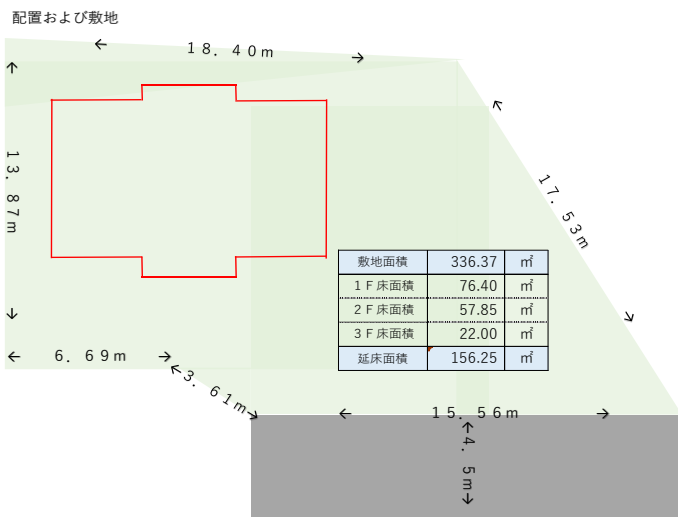 配置および敷地
18.40m
13.87m
17.53m
敷地面積 336.37 ㎡
1F床面積 76.40 ㎡
2F床面積 57.85 ㎡
3F床面積 22.00 ㎡
延床面積 156.25 ㎡
6.69m
3.61m
15.56m
4.5m